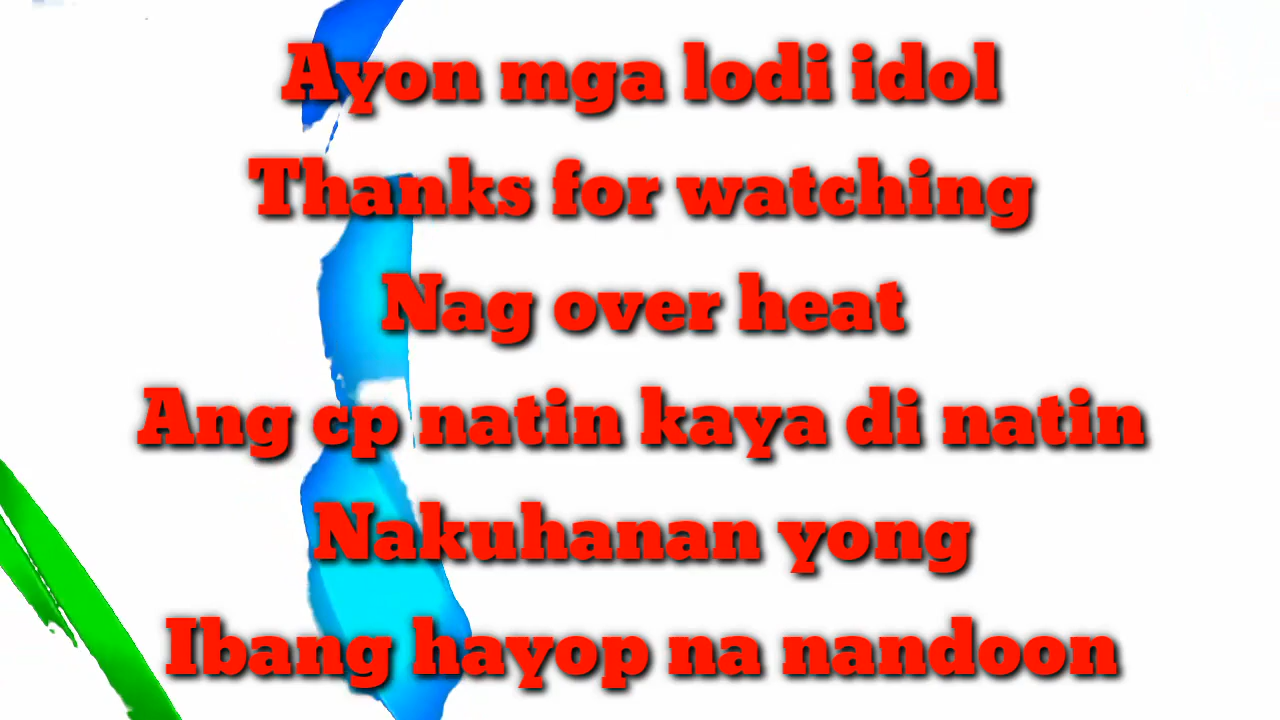 Ayon mga lodi idol
Thanks for watching
Nag over heat
Ang cp natin kaya di natin
Nakuhanan yong
Ibang hayop na nandoon